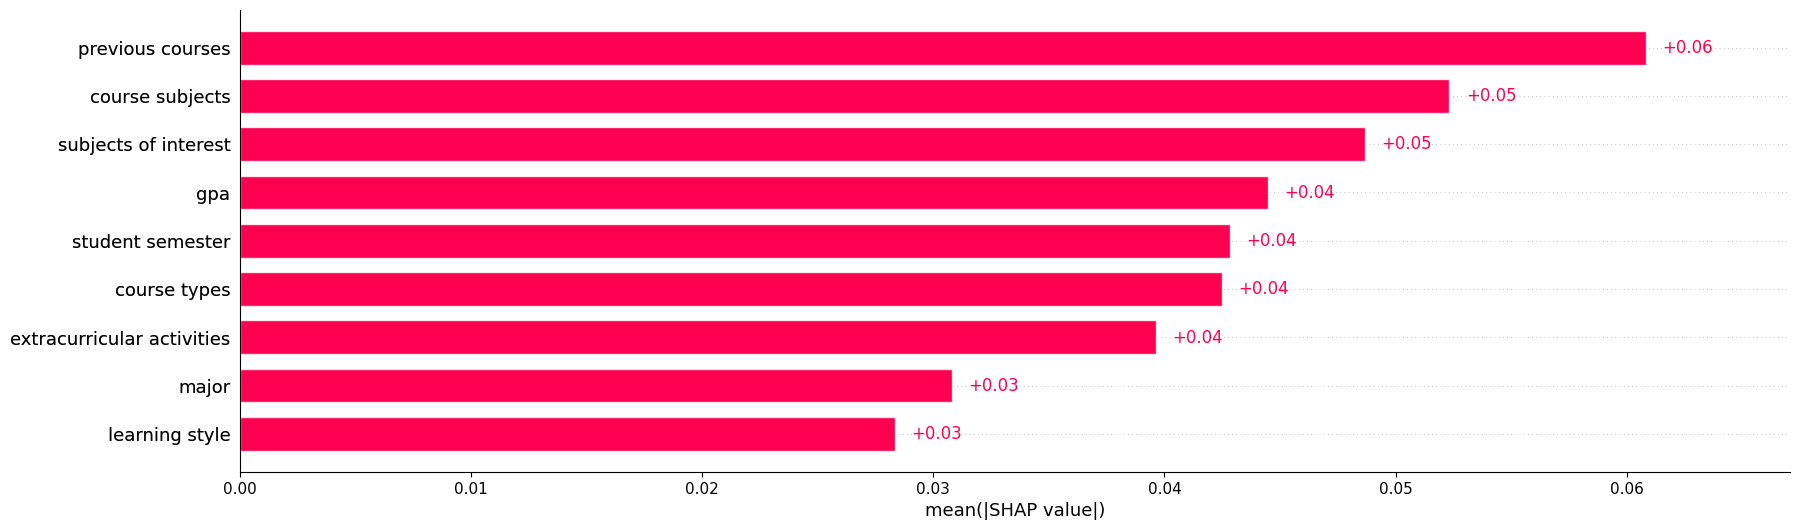 previous courses +0.06
course subjects +0.05
subjects of interest +0.05
gpa +0.04
student semester +0.04
course types +0.04
extracurricular activities +0.04
major +0.03
learning style +0.03
0.00 0.01 0.02 0.03 0.04 0.05 0.06
mean(|SHAP value|)